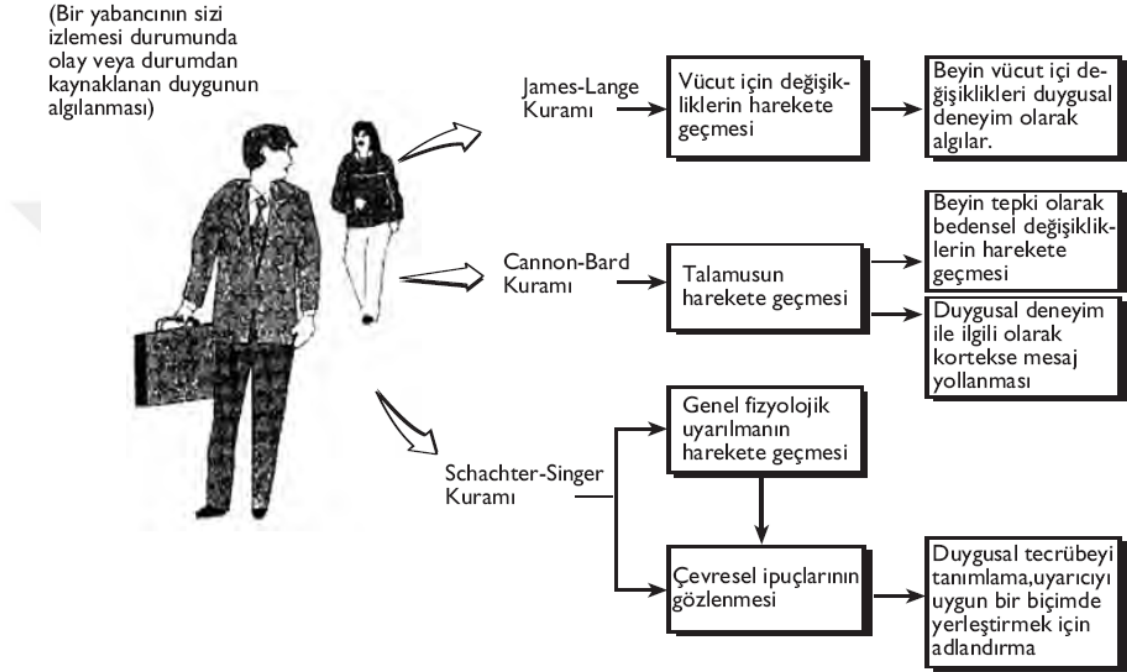 (Bir yabancının sizi
izlemesi durumunda
olay veya durumdan
kaynaklanan duygunun
algılanması)
James-Lange
Kuramı
Vücut için değişik-
liklerin harekete
geçmesi
Beyin vücut içi de-
ğişiklikleri duygusal
deneyim olarak
algılar.
Cannon-Bard
Kuramı
Talamusun
harekete geçmesi
Beyin tepki olarak
bedensel değişiklik-
lerin harekete
geçmesi
Duygusal deneyim
ile ilgili olarak
kortekse mesaj
yollanması
Schachter-Singer
Kuramı
Genel fizyolojik
uyarılmanın
harekete geçmesi
Çevresel ipuçlarının
gözlenmesi
Duygusal tecrübeyi
tanımlama,uyarıcıyı
uygun bir biçimde
yerleştirmek için
adlandırma